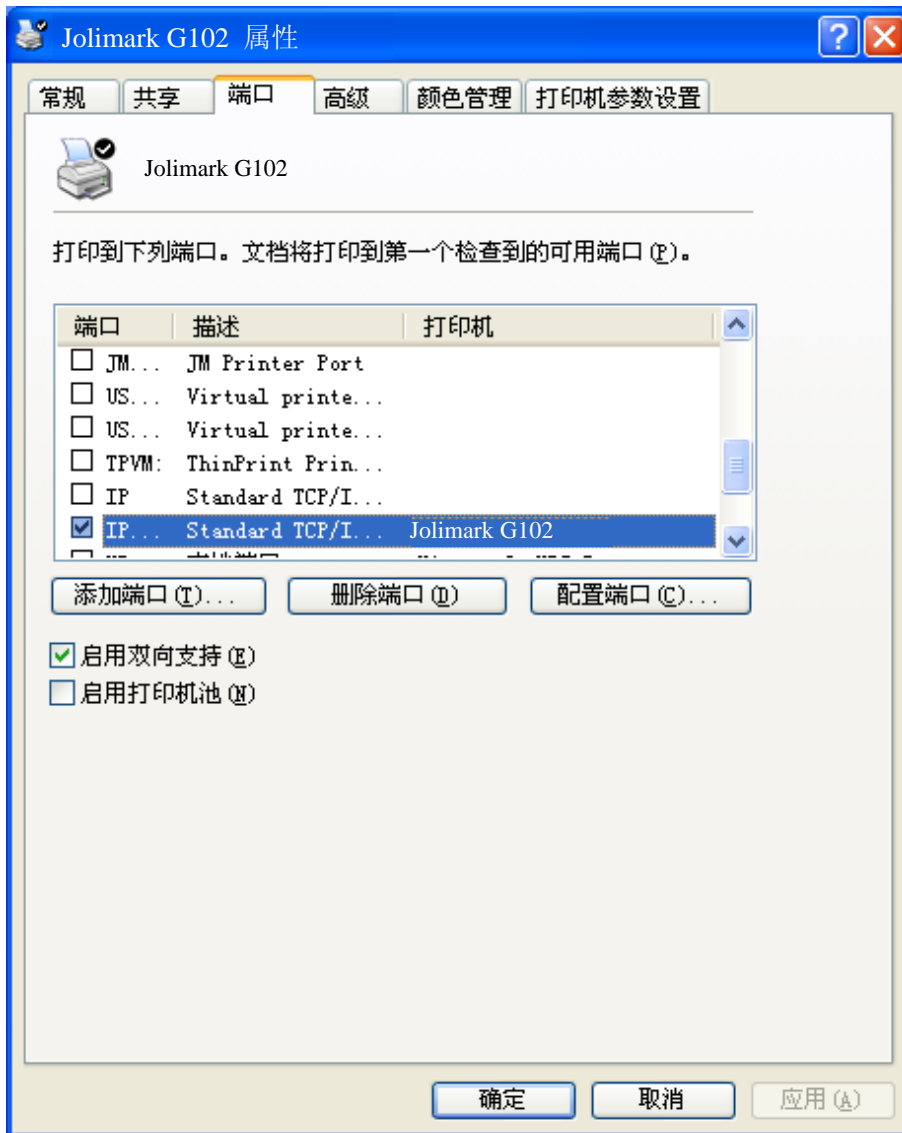 Jolimark G102 属性
常规 共享 端口 高级 颜色管理 打印机参数设置
Jolimark G102
打印到下列端口。文档将打印到第一个检查到的可用端口(P)。
端口 描述 打印机
JM... JM Printer Port
US... Virtual printe...
US... Virtual printe...
TPVM: ThinPrint Prin...
IP Standard TCP/I...
IP... Standard TCP/I... Jolimark G102
添加端口(T)... 删除端口(D) 配置端口(C)...
启用双向支持(E)
启用打印机池(N)
确定 取消 应用(A)